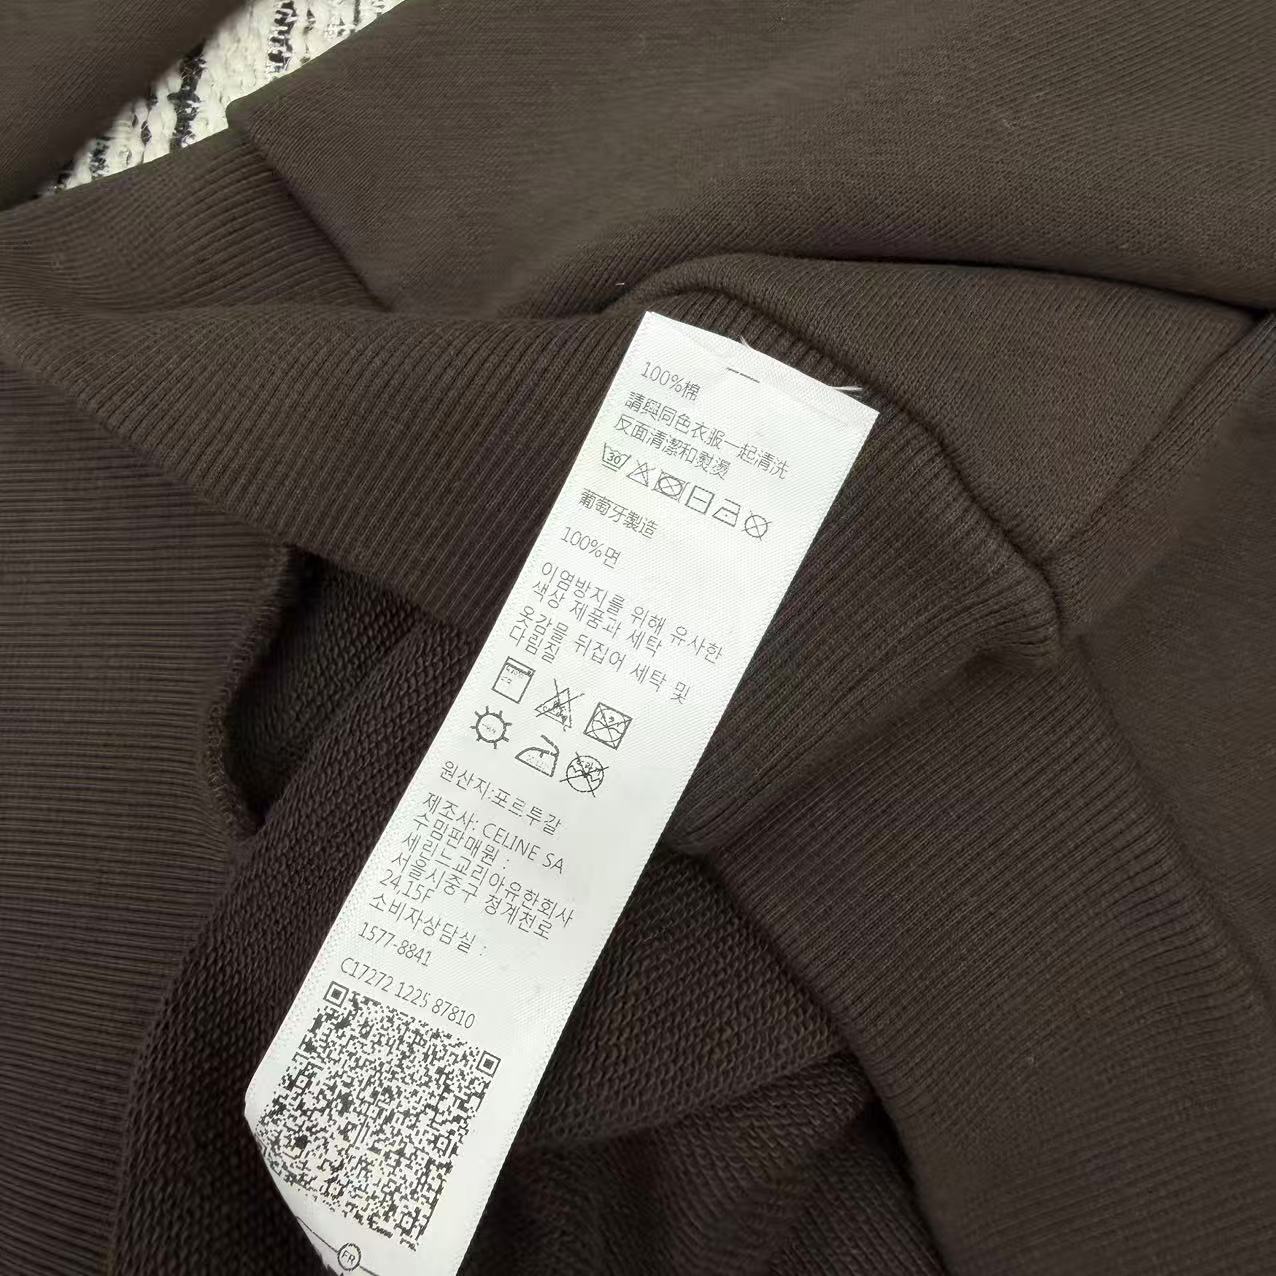 100%棉
請與同色衣服一起清洗
反面清潔和熨燙
30
葡萄牙製造
100%면
이염방지를 위해 유사한
색상 제품과 세탁
옷감물 뒤집어 세탁 및
다림질
원산지:포르투갈
제조사: CELINE SA
수입판매원 :
세린느코리아유한회사
서울시중구 청계천로
24,15F
소비자상담실 :
1577-8841
C17272 1225 87810
FR